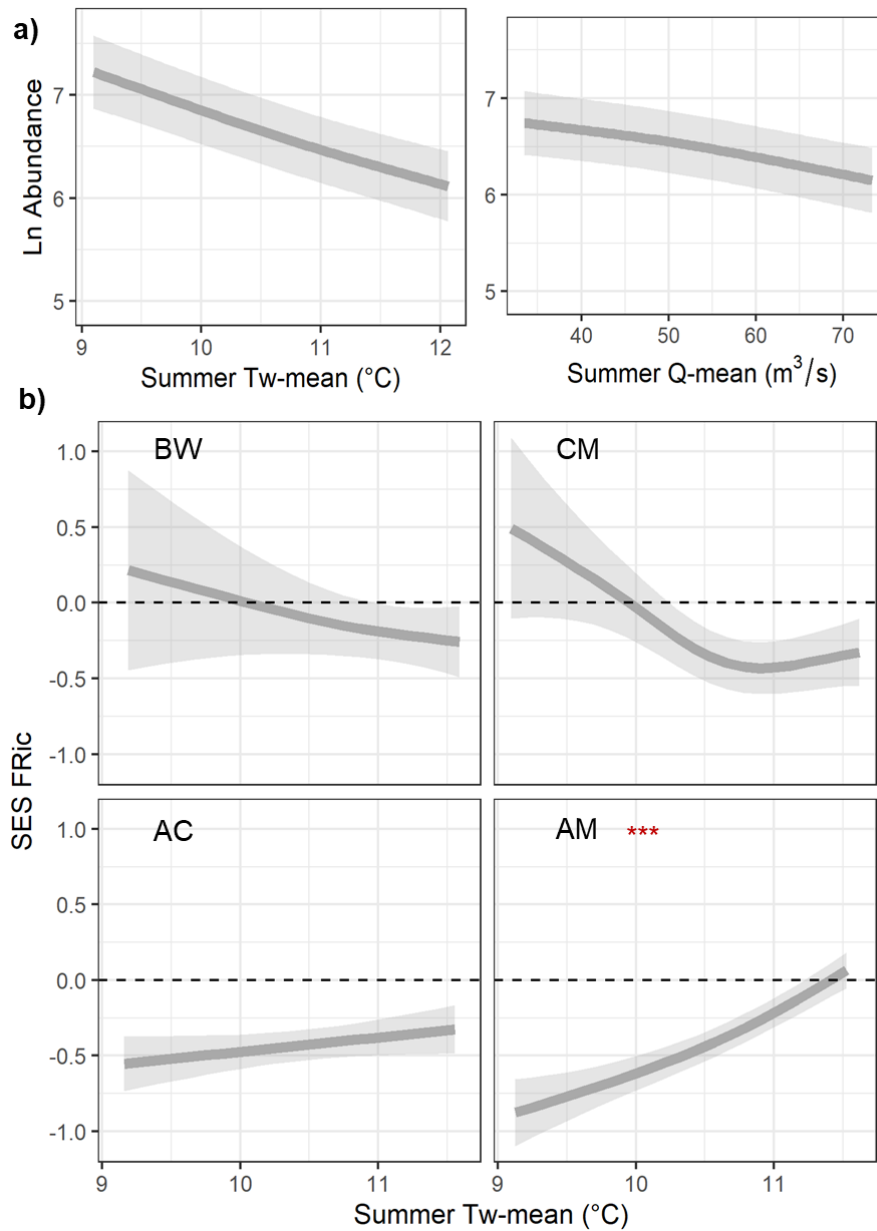 a)
Ln Abundance
7
6
5
9 10 11 12
Summer Tw-mean (°C)
7
6
5
40 50 60 70
Summer Q-mean (m³/s)
b)
SES FRic
BW
CM
1.0
0.5
0.0
-0.5
-1.0
AC
AM ***
1.0
0.5
0.0
-0.5
-1.0
9 10 11
9 10 11
Summer Tw-mean (°C)